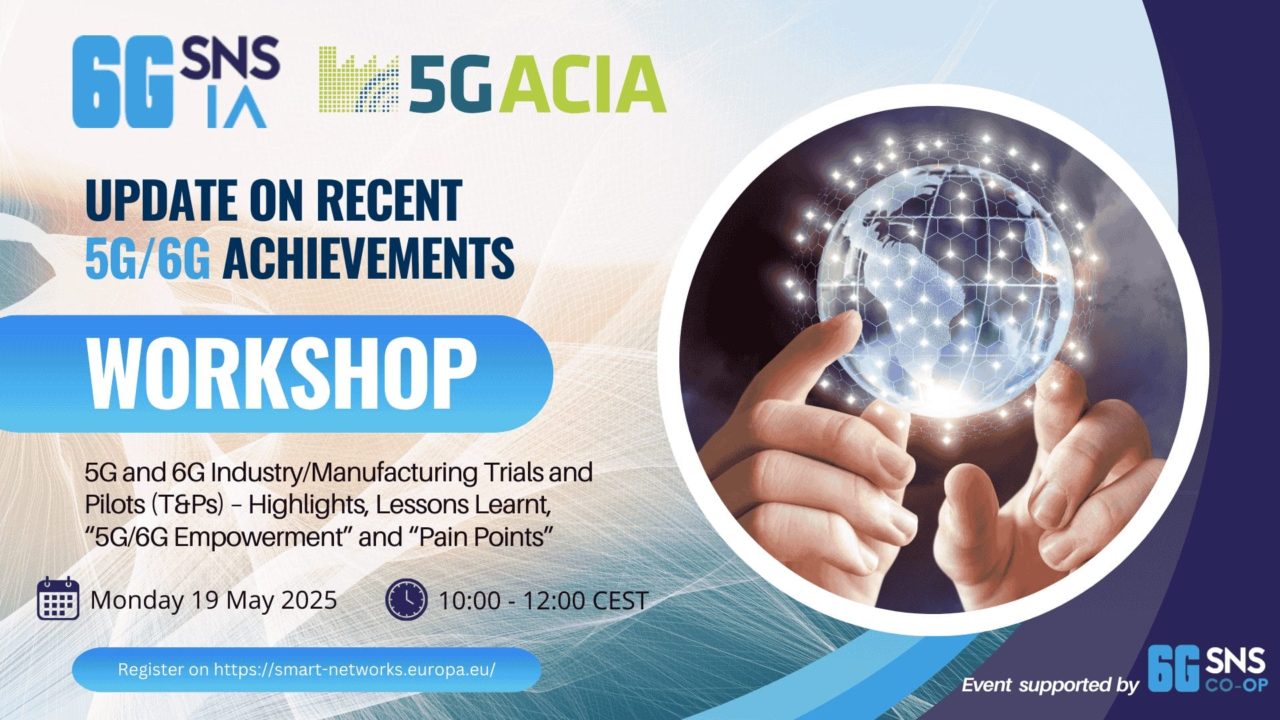 6G SNS IA
5G ACIA
UPDATE ON RECENT
5G/6G ACHIEVEMENTS
WORKSHOP
5G and 6G Industry/Manufacturing Trials and
Pilots (T&Ps) – Highlights, Lessons Learnt,
“5G/6G Empowerment” and “Pain Points”
Monday 19 May 2025
10:00 - 12:00 CEST
Register on https://smart-networks.europa.eu/
Event supported by 6G SNS CO-OP